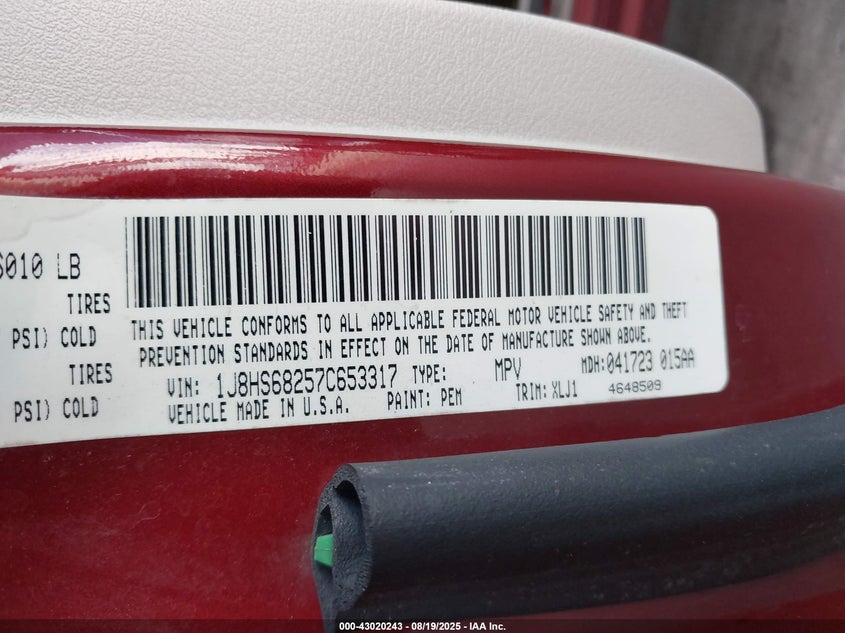 6010 LB
TIRES
PSI) COLD
PSI) COLD
THIS VEHICLE CONFORMS TO ALL APPLICABLE FEDERAL MOTOR VEHICLE SAFETY AND THEFT
PREVENTION STANDARDS IN EFFECT ON THE DATE OF MANUFACTURE SHOWN ABOVE.
VIN: 1J8HS68257C653317 TYPE: MPV MDH:041723 015AA
VEHICLE MADE IN U.S.A. PAINT: PEM TRIM: XLJ1 4648509
000-43020243 - 08/19/2025 - IAA Inc.